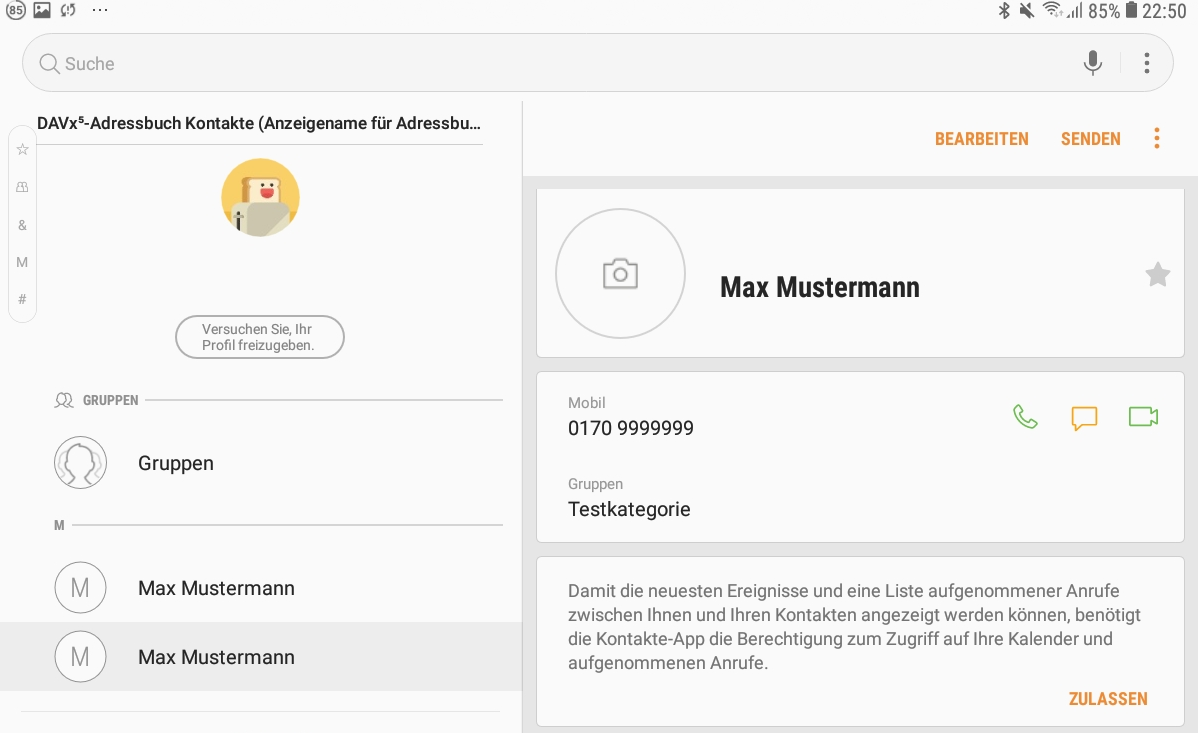 85 ... 85% 22:50
Suche
DAVx⁵-Adressbuch Kontakte (Anzeigename für Adressbu...
☆
&
M
#
Versuchen Sie, Ihr
Profil freizugeben.
GRUPPEN
Gruppen
M
M Max Mustermann
M Max Mustermann
BEARBEITEN SENDEN
Max Mustermann
Mobil
0170 9999999
Gruppen
Testkategorie
Damit die neuesten Ereignisse und eine Liste aufgenommener Anrufe
zwischen Ihnen und Ihren Kontakten angezeigt werden können, benötigt
die Kontakte-App die Berechtigung zum Zugriff auf Ihre Kalender und
aufgenommenen Anrufe.
ZULASSEN